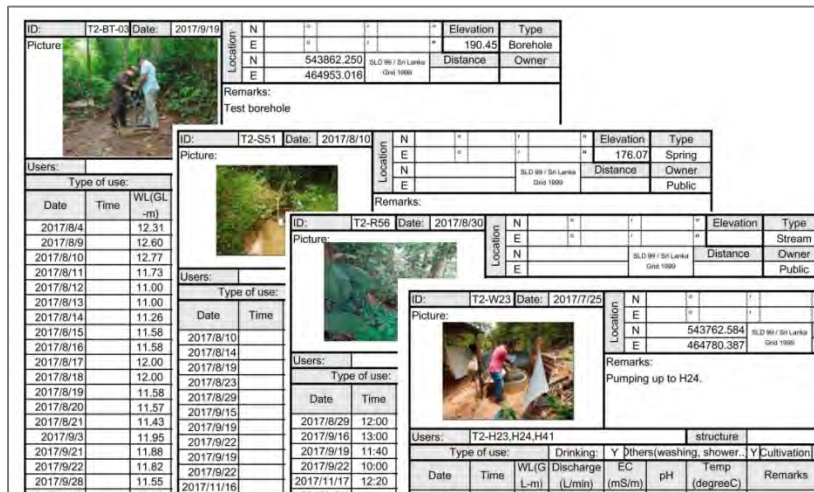 ID: T2-BT-03 Date: 2017/9/19 N ° ' " Elevation Type
Picture: Location E ° ' " 190.45 Borehole
N 543862.250 SLD 99 / Sri Lanka Grid 1999 Distance Owner
E 464953.016
Remarks:
Test borehole
Users:
Type of use:
Date Time WL(GL-m)
2017/8/4 12.31
2017/8/9 12.60
2017/8/10 12.77
2017/8/11 11.73
2017/8/12 11.00
2017/8/13 11.00
2017/8/14 11.26
2017/8/15 11.58
2017/8/16 11.58
2017/8/17 12.00
2017/8/18 12.00
2017/8/19 11.58
2017/8/20 11.57
2017/8/21 11.43
2017/9/3 11.95
2017/9/21 11.88
2017/9/22 11.82
2017/9/28 11.55
ID: T2-S51 Date: 2017/8/10 N ° ' " Elevation Type
Picture: Location E ° ' " 176.07 Spring
N SLD 99 / Sri Lanka Grid 1999 Distance Owner
E Public
Remarks:
Users:
Type of use:
Date Time
2017/8/10
2017/8/14
2017/8/19
2017/8/23
2017/8/29
2017/9/15
2017/9/19
2017/9/22
2017/9/19
2017/9/22
2017/11/16
ID: T2-R56 Date: 2017/8/30 N ° ' " Elevation Type
Picture: Location E ° ' " Stream
N SLD 99 / Sri Lanka Grid 1999 Distance Owner
E Public
Users:
Type of use:
Date Time
2017/8/29 12:00
2017/9/16 13:00
2017/9/19 11:40
2017/9/22 10:00
2017/11/17 12:20
ID: T2-W23 Date: 2017/7/25 N ° '
Picture: Location E ° '
N 543762.584 SLD 99 / Sri Lanka Grid 1999
E 464780.387
Remarks:
Pumping up to H24.
Users: T2-H23,H24,H41 structure
Type of use: Drinking: Y Others(washing, shower.. Y Cultivation
Date Time WL(GL-m) Discharge (L/min) EC (mS/m) pH Temp (degreeC) Remarks